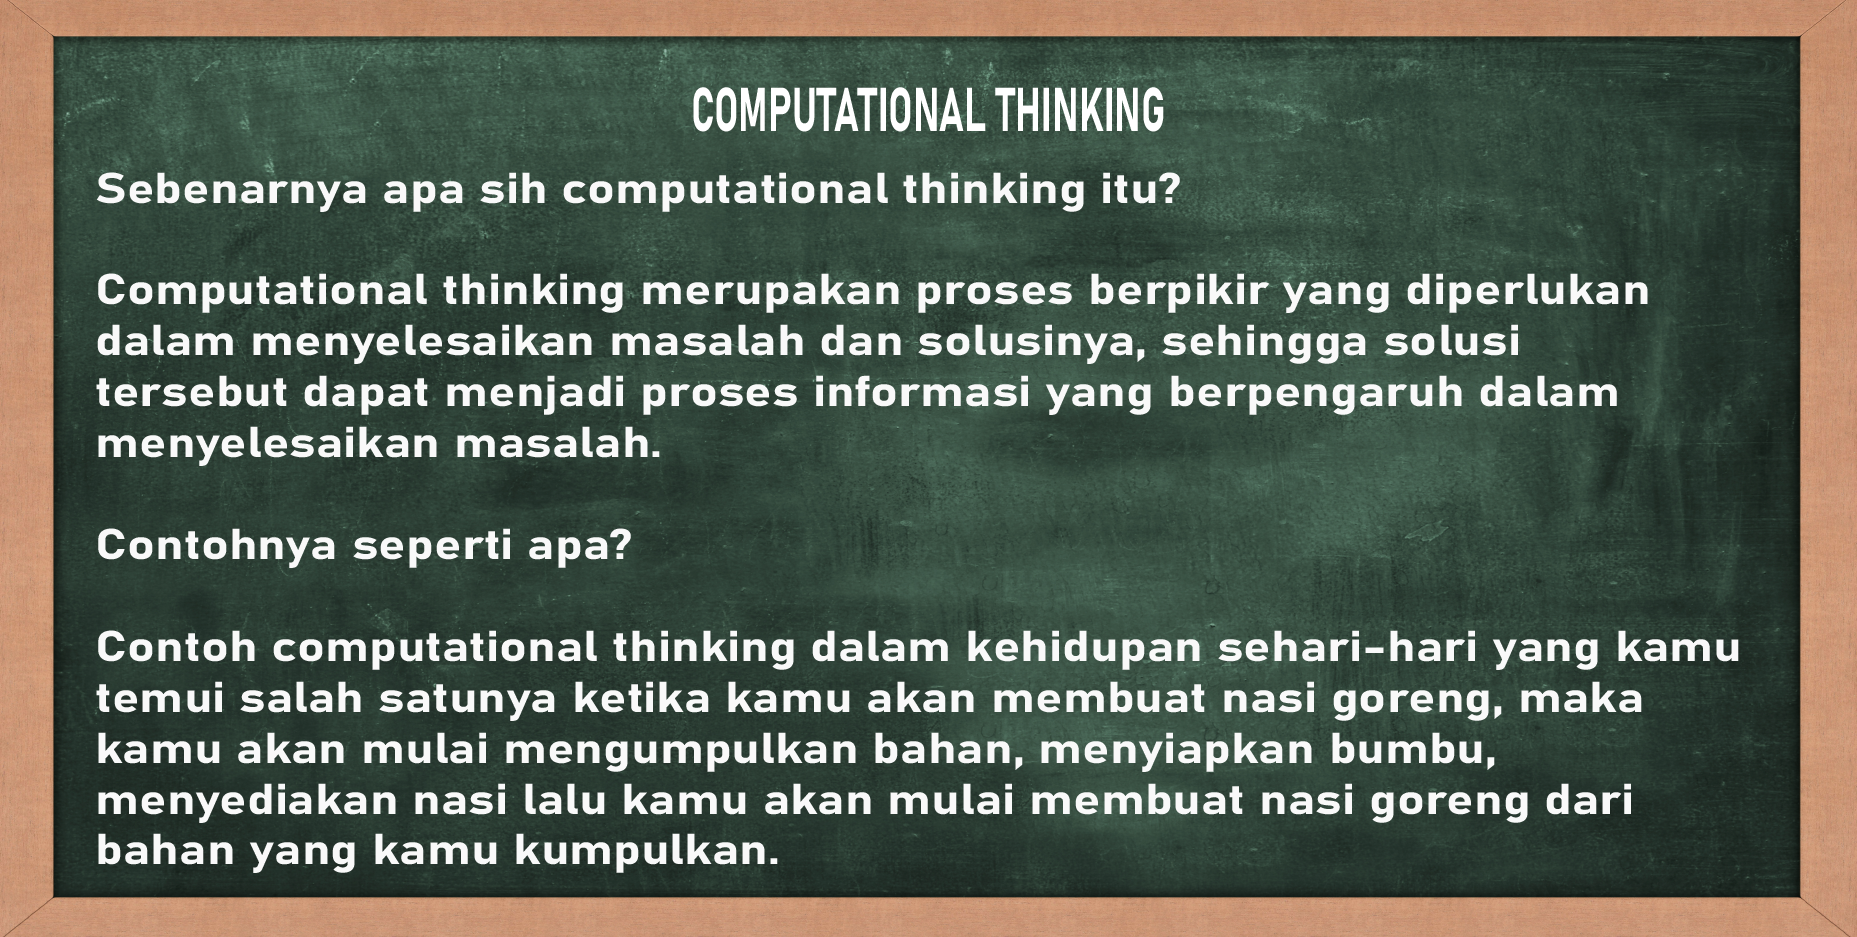 COMPUTATIONAL THINKING
Sebenarnya apa sih computational thinking itu?
Computational thinking merupakan proses berpikir yang diperlukan
dalam menyelesaikan masalah dan solusinya, sehingga solusi
tersebut dapat menjadi proses informasi yang berpengaruh dalam
menyelesaikan masalah.
Contohnya seperti apa?
Contoh computational thinking dalam kehidupan sehari-hari yang kamu
temui salah satunya ketika kamu akan membuat nasi goreng, maka
kamu akan mulai mengumpulkan bahan, menyiapkan bumbu,
menyediakan nasi lalu kamu akan mulai membuat nasi goreng dari
bahan yang kamu kumpulkan.